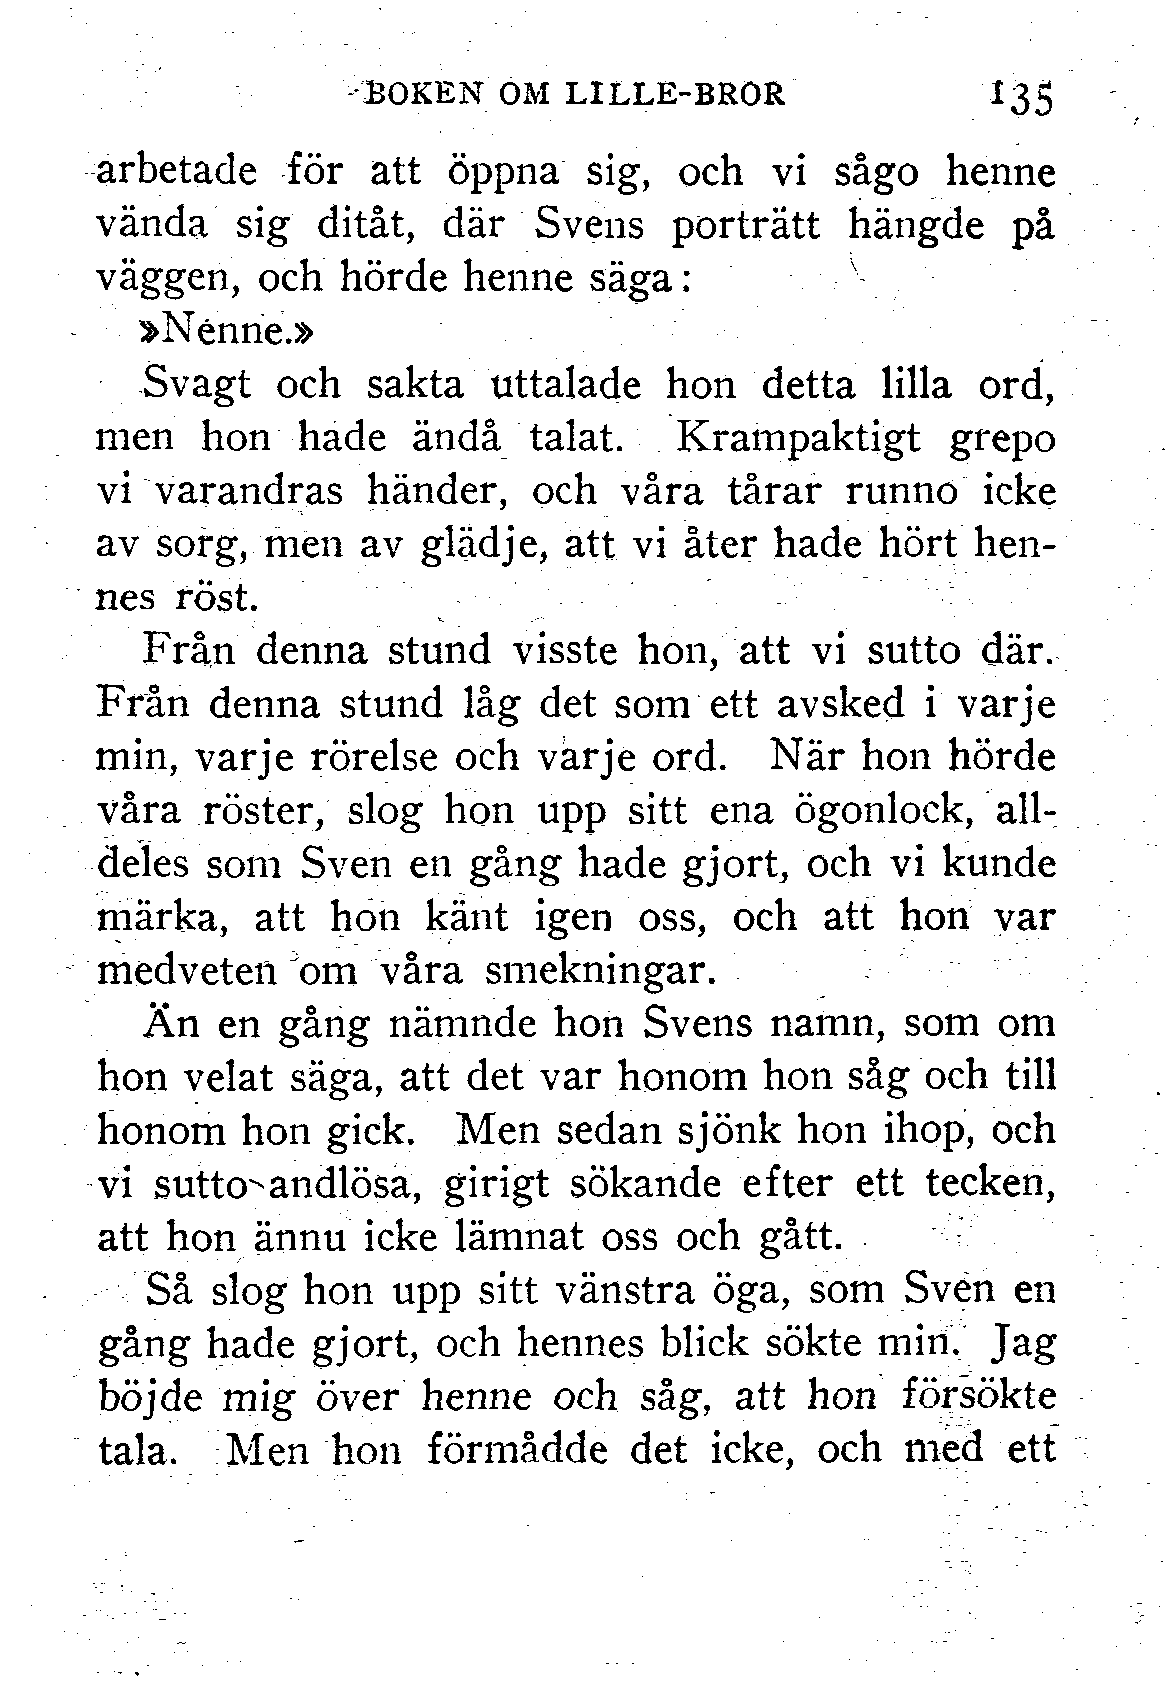 BOKEN OM LILLE-BROR 135
arbetade för att öppna sig, och vi sågo henne
vända sig ditåt, där Svens porträtt hängde på
väggen, och hörde henne säga:
»Nenne.»
Svagt och sakta uttalade hon detta lilla ord,
men hon hade ändå talat. Krampaktigt grepo
vi varandras händer, och våra tårar runno icke
av sorg, men av glädje, att vi åter hade hört hen-
nes röst.
Från denna stund visste hon, att vi sutto där.
Från denna stund låg det som ett avsked i varje
min, varje rörelse och varje ord. När hon hörde
våra röster, slog hon upp sitt ena ögonlock, all-
deles som Sven en gång hade gjort, och vi kunde
märka, att hon känt igen oss, och att hon var
medveten om våra smekningar.
Än en gång nämnde hon Svens namn, som om
hon velat säga, att det var honom hon såg och till
honom hon gick. Men sedan sjönk hon ihop, och
vi sutto andlösa, girigt sökande efter ett tecken,
att hon ännu icke lämnat oss och gått.
Så slog hon upp sitt vänstra öga, som Sven en
gång hade gjort, och hennes blick sökte min. Jag
böjde mig över henne och såg, att hon försökte
tala. Men hon förmådde det icke, och med ett